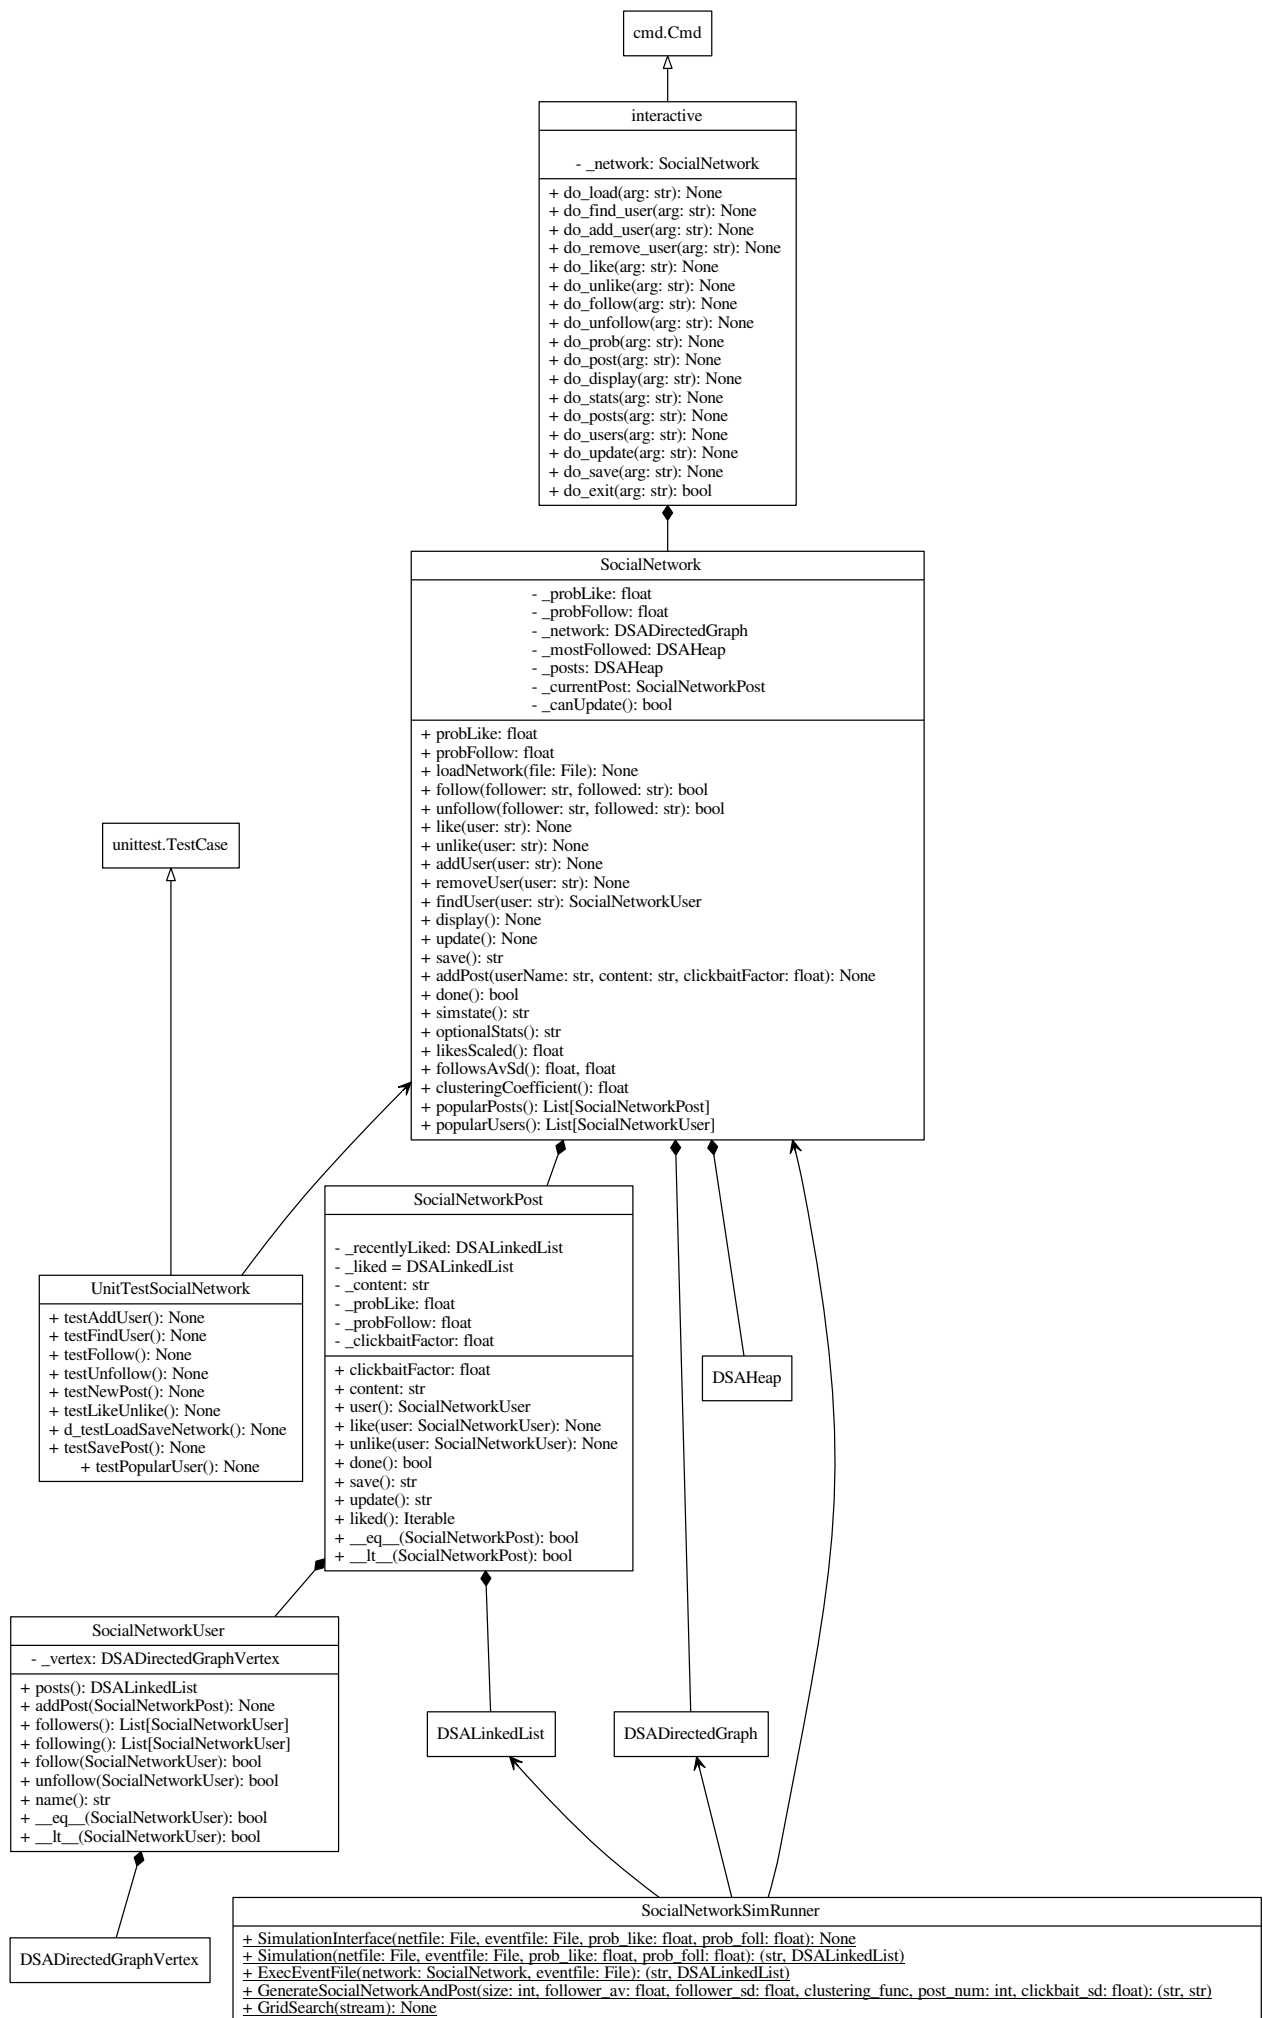 cmd.Cmd
interactive
- _network: SocialNetwork
+ do_load(arg: str): None
+ do_find_user(arg: str): None
+ do_add_user(arg: str): None
+ do_remove_user(arg: str): None
+ do_like(arg: str): None
+ do_unlike(arg: str): None
+ do_follow(arg: str): None
+ do_unfollow(arg: str): None
+ do_prob(arg: str): None
+ do_post(arg: str): None
+ do_display(arg: str): None
+ do_stats(arg: str): None
+ do_posts(arg: str): None
+ do_users(arg: str): None
+ do_update(arg: str): None
+ do_save(arg: str): None
+ do_exit(arg: str): bool
SocialNetwork
- _probLike: float
- _probFollow: float
- _network: DSADirectedGraph
- _mostFollowed: DSAHeap
- _posts: DSAHeap
- _currentPost: SocialNetworkPost
- _canUpdate(): bool
+ probLike: float
+ probFollow: float
+ loadNetwork(file: File): None
+ follow(follower: str, followed: str): bool
+ unfollow(follower: str, followed: str): bool
+ like(user: str): None
+ unlike(user: str): None
+ addUser(user: str): None
+ removeUser(user: str): None
+ findUser(user: str): SocialNetworkUser
+ display(): None
+ update(): None
+ save(): str
+ addPost(userName: str, content: str, clickbaitFactor: float): None
+ done(): bool
+ simstate(): str
+ optionalStats(): str
+ likesScaled(): float
+ followsAvSd(): float, float
+ clusteringCoefficient(): float
+ popularPosts(): List[SocialNetworkPost]
+ popularUsers(): List[SocialNetworkUser]
unittest.TestCase
UnitTestSocialNetwork
+ testAddUser(): None
+ testFindUser(): None
+ testFollow(): None
+ testUnfollow(): None
+ testNewPost(): None
+ testLikeUnlike(): None
+ d_testLoadSaveNetwork(): None
+ testSavePost(): None
+ testPopularUser(): None
SocialNetworkPost
- _recentlyLiked: DSALinkedList
- _liked = DSALinkedList
- _content: str
- _probLike: float
- _probFollow: float
- _clickbaitFactor: float
+ clickbaitFactor: float
+ content: str
+ user(): SocialNetworkUser
+ like(user: SocialNetworkUser): None
+ unlike(user: SocialNetworkUser): None
+ done(): bool
+ save(): str
+ update(): str
+ liked(): Iterable
+ __eq__(SocialNetworkPost): bool
+ __lt__(SocialNetworkPost): bool
DSAHeap
SocialNetworkUser
- _vertex: DSADirectedGraphVertex
+ posts(): DSALinkedList
+ addPost(SocialNetworkPost): None
+ followers(): List[SocialNetworkUser]
+ following(): List[SocialNetworkUser]
+ follow(SocialNetworkUser): bool
+ unfollow(SocialNetworkUser): bool
+ name(): str
+ __eq__(SocialNetworkUser): bool
+ __lt__(SocialNetworkUser): bool
DSALinkedList
DSADirectedGraph
DSADirectedGraphVertex
SocialNetworkSimRunner
+ SimulationInterface(netfile: File, eventfile: File, prob_like: float, prob_foll: float): None
+ Simulation(netfile: File, eventfile: File, prob_like: float, prob_foll: float): (str, DSALinkedList)
+ ExecEventFile(network: SocialNetwork, eventfile: File): (str, DSALinkedList)
+ GenerateSocialNetworkAndPost(size: int, follower_av: float, follower_sd: float, clustering_func, post_num: int, clickbait_sd: float): (str, str)
+ GridSearch(stream): None